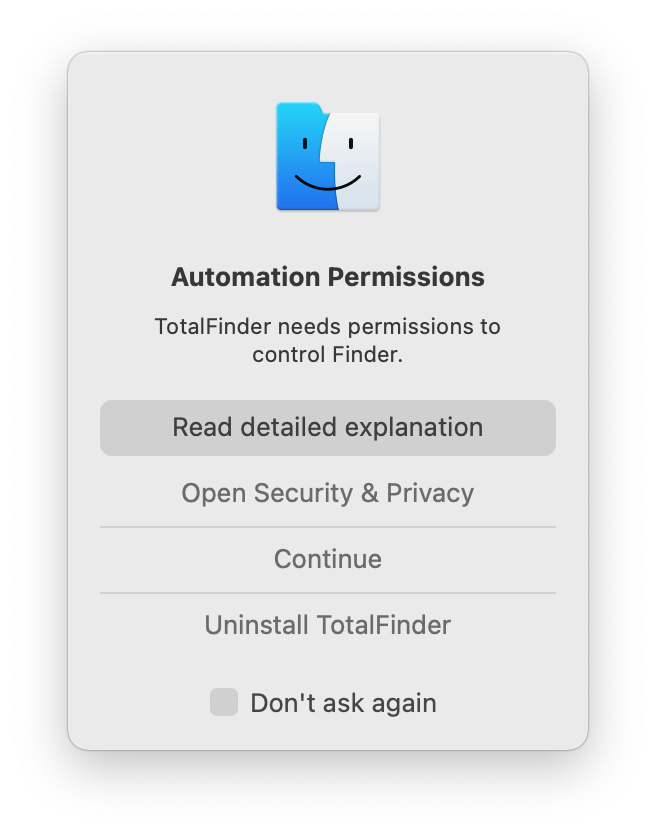 Automation Permissions
TotalFinder needs permissions to
control Finder.
Read detailed explanation
Open Security & Privacy
Continue
Uninstall TotalFinder
Don't ask again